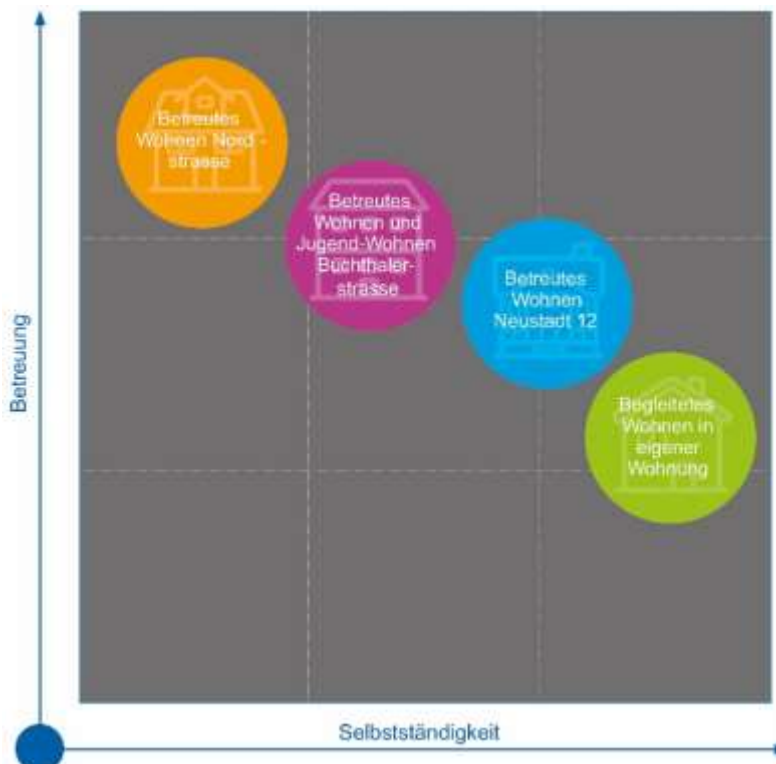 Betreutes
Wohnen Nord -
strasse
Betreutes
Wohnen und
Jugend-Wohnen
Buchthaler-
strasse
Betreutes
Wohnen
Neustadt 12
Begleitetes
Wohnen in
eigener
Wohnung
Betreuung
Selbstständigkeit